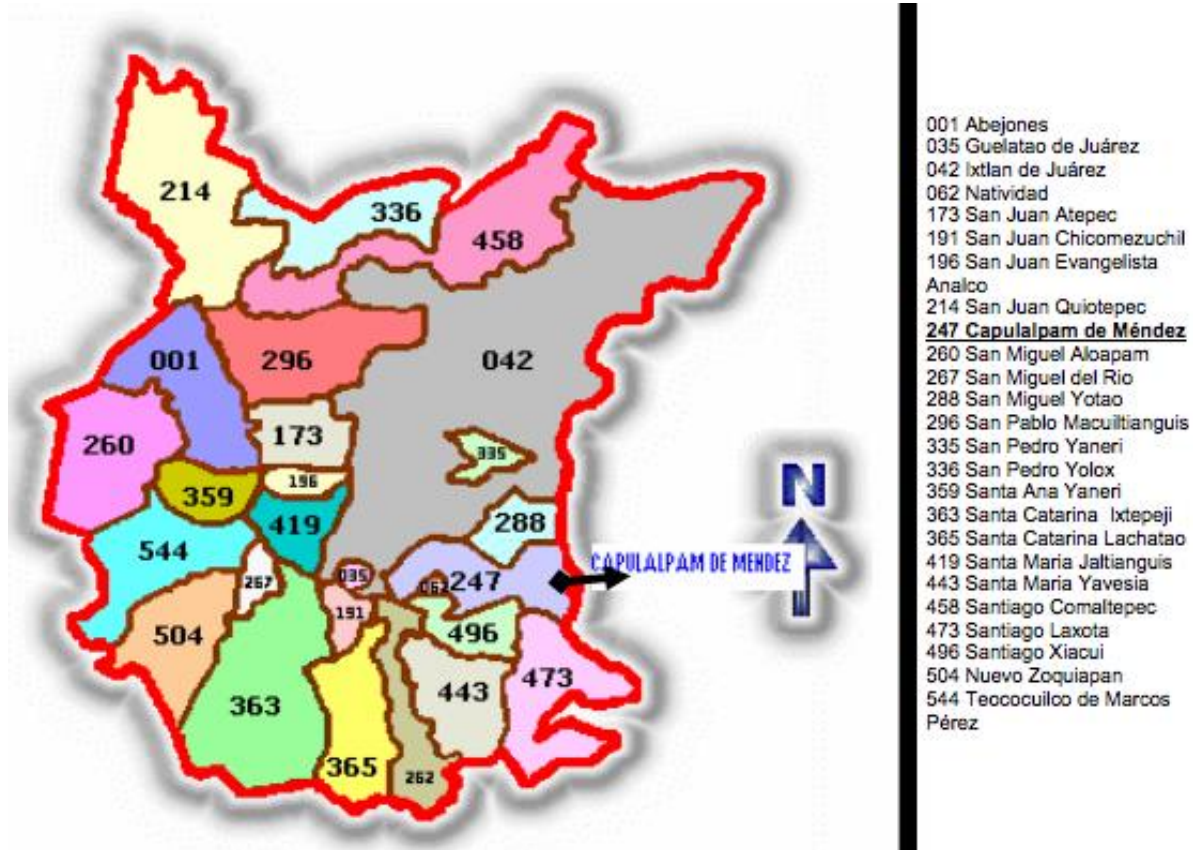 214
336
458
001
296
042
260
173
335
196
359
419
288
544
CAPULALPAM DE MENDEZ
035
267
062
247
191
504
496
443
473
363
365
262
N
001 Abejones
035 Guelatao de Juárez
042 Ixtlan de Juárez
062 Natividad
173 San Juan Atepec
191 San Juan Chicomezuchil
196 San Juan Evangelista
Analco
214 San Juan Quiotepec
247 Capulalpam de Méndez
260 San Miguel Aloapam
267 San Miguel del Rio
288 San Miguel Yotao
296 San Pablo Macuiltianguis
335 San Pedro Yaneri
336 San Pedro Yolox
359 Santa Ana Yaneri
363 Santa Catarina Ixtepeji
365 Santa Catarina Lachatao
419 Santa Maria Jaltianguis
443 Santa Maria Yavesia
458 Santiago Comaltepec
473 Santiago Laxota
496 Santiago Xiacui
504 Nuevo Zoquiapan
544 Teococuilco de Marcos
Pérez